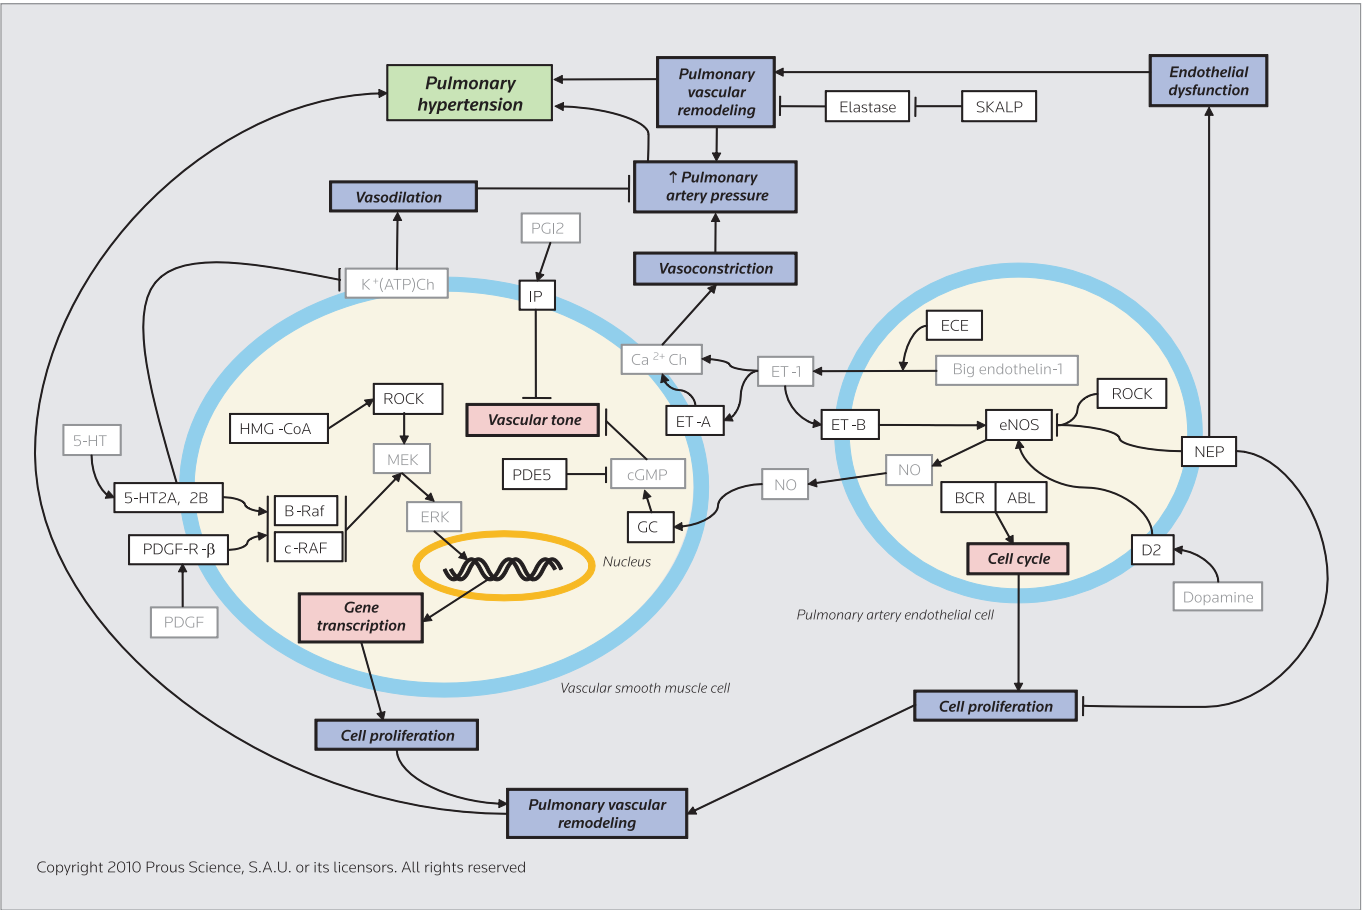 Pulmonary
hypertension
Pulmonary
vascular
remodeling
Endothelial
dysfunction
Elastase
SKALP
↑ Pulmonary
artery pressure
Vasodilation
PGI2
Vasoconstriction
K⁺(ATP)Ch
IP
ECE
Ca ²⁺ Ch
ET-1
Big endothelin-1
ROCK
ROCK
HMG -CoA
Vascular tone
ET-A
ET-B
eNOS
5-HT
MEK
NEP
PDE5
cGMP
NO
NO
5-HT2A, 2B
B-Raf
BCR
ABL
ERK
GC
PDGF-R-β
c-RAF
D2
Nucleus
Cell cycle
Dopamine
Gene
transcription
PDGF
Pulmonary artery endothelial cell
Vascular smooth muscle cell
Cell proliferation
Cell proliferation
Pulmonary vascular
remodeling
Copyright 2010 Prous Science, S.A.U. or its licensors. All rights reserved